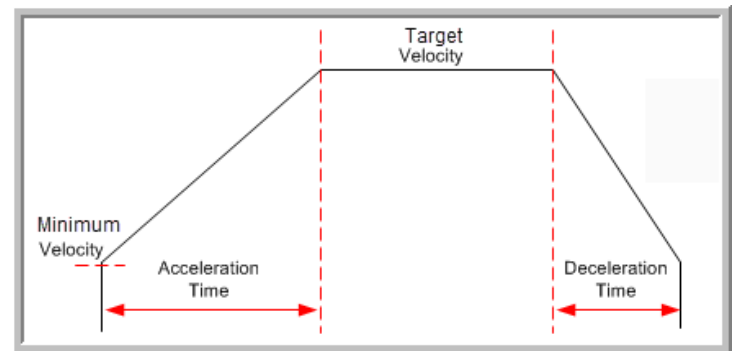 Target
Velocity
Minimum
Velocity
Acceleration
Time
Deceleration
Time